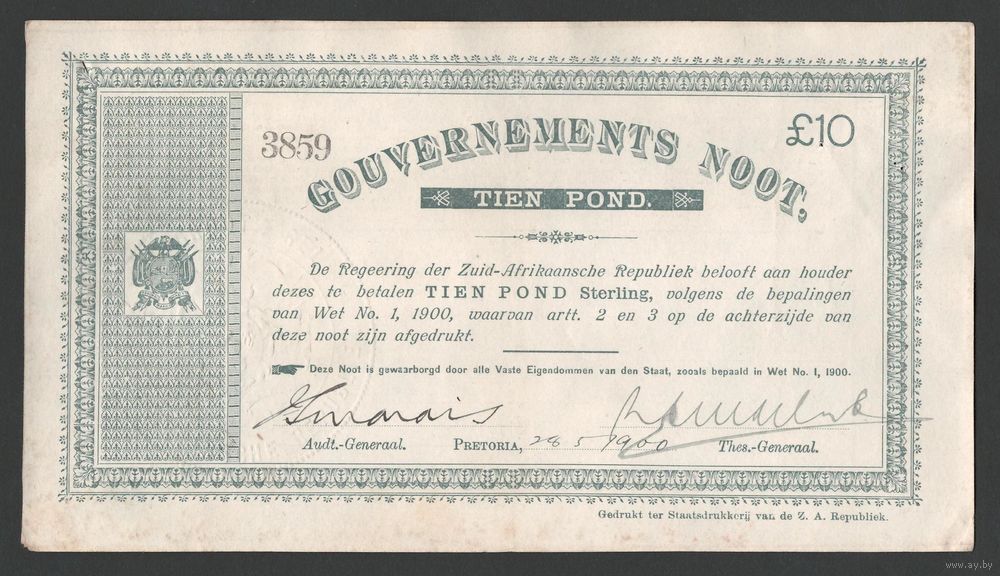 3859
£10
GOUVERNEMENTS NOOT.
TIEN POND.
De Regeering der Zuid-Afrikaansche Republiek belooft aan houder
dezes te betalen TIEN POND Sterling, volgens de bepalingen
van Wet No. 1, 1900, waarvan artt. 2 en 3 op de achterzijde van
deze noot zijn afgedrukt.
Deze Noot is gewaarborgd door alle Vaste Eigendommen van den Staat, zooals bepaald in Wet No. 1, 1900.
Audt.-Generaal. PRETORIA, 28 5 1900 Thes.-Generaal.
Gedrukt ter Staatsdrukkerij van de Z. A. Republiek.
www.ay.by